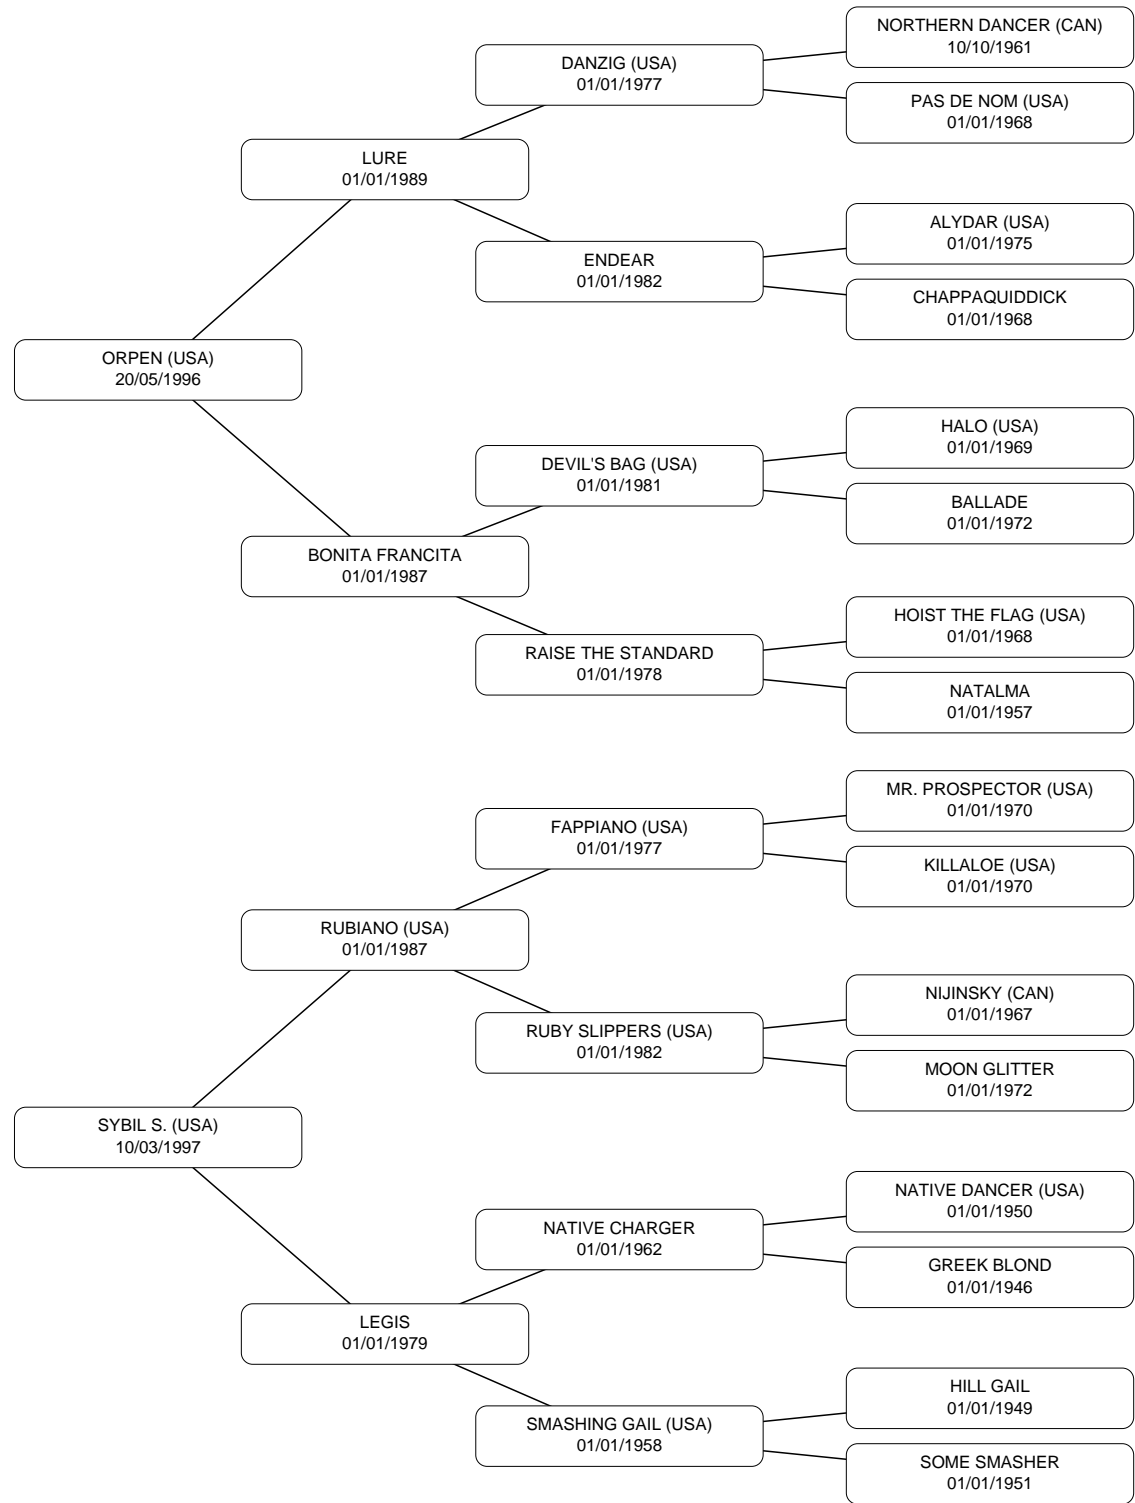 NORTHERN DANCER (CAN)
10/10/1961
DANZIG (USA)
01/01/1977
PAS DE NOM (USA)
01/01/1968
LURE
01/01/1989
ALYDAR (USA)
01/01/1975
ENDEAR
01/01/1982
CHAPPAQUIDDICK
01/01/1968
ORPEN (USA)
20/05/1996
HALO (USA)
01/01/1969
DEVIL'S BAG (USA)
01/01/1981
BALLADE
01/01/1972
BONITA FRANCITA
01/01/1987
HOIST THE FLAG (USA)
01/01/1968
RAISE THE STANDARD
01/01/1978
NATALMA
01/01/1957
MR. PROSPECTOR (USA)
01/01/1970
FAPPIANO (USA)
01/01/1977
KILLALOE (USA)
01/01/1970
RUBIANO (USA)
01/01/1987
NIJINSKY (CAN)
01/01/1967
RUBY SLIPPERS (USA)
01/01/1982
MOON GLITTER
01/01/1972
SYBIL S. (USA)
10/03/1997
NATIVE DANCER (USA)
01/01/1950
NATIVE CHARGER
01/01/1962
GREEK BLOND
01/01/1946
LEGIS
01/01/1979
HILL GAIL
01/01/1949
SMASHING GAIL (USA)
01/01/1958
SOME SMASHER
01/01/1951